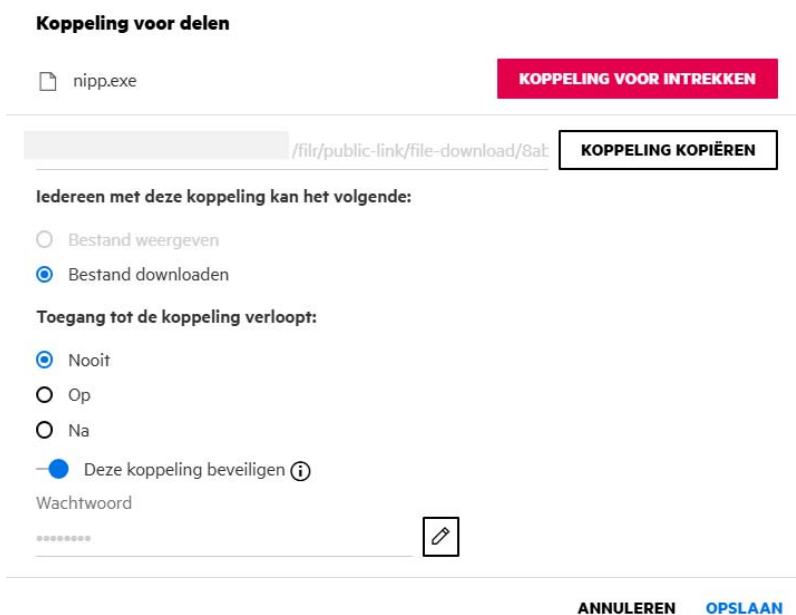 Koppeling voor delen
nipp.exe
KOPPELING VOOR INTREKKEN
/filr/public-link/file-download/8ab
KOPPELING KOPIËREN
Iedereen met deze koppeling kan het volgende:
Bestand weergeven
Bestand downloaden
Toegang tot de koppeling verloopt:
Nooit
Op
Na
Deze koppeling beveiligen
Wachtwoord
ANNULEREN
OPSLAAN